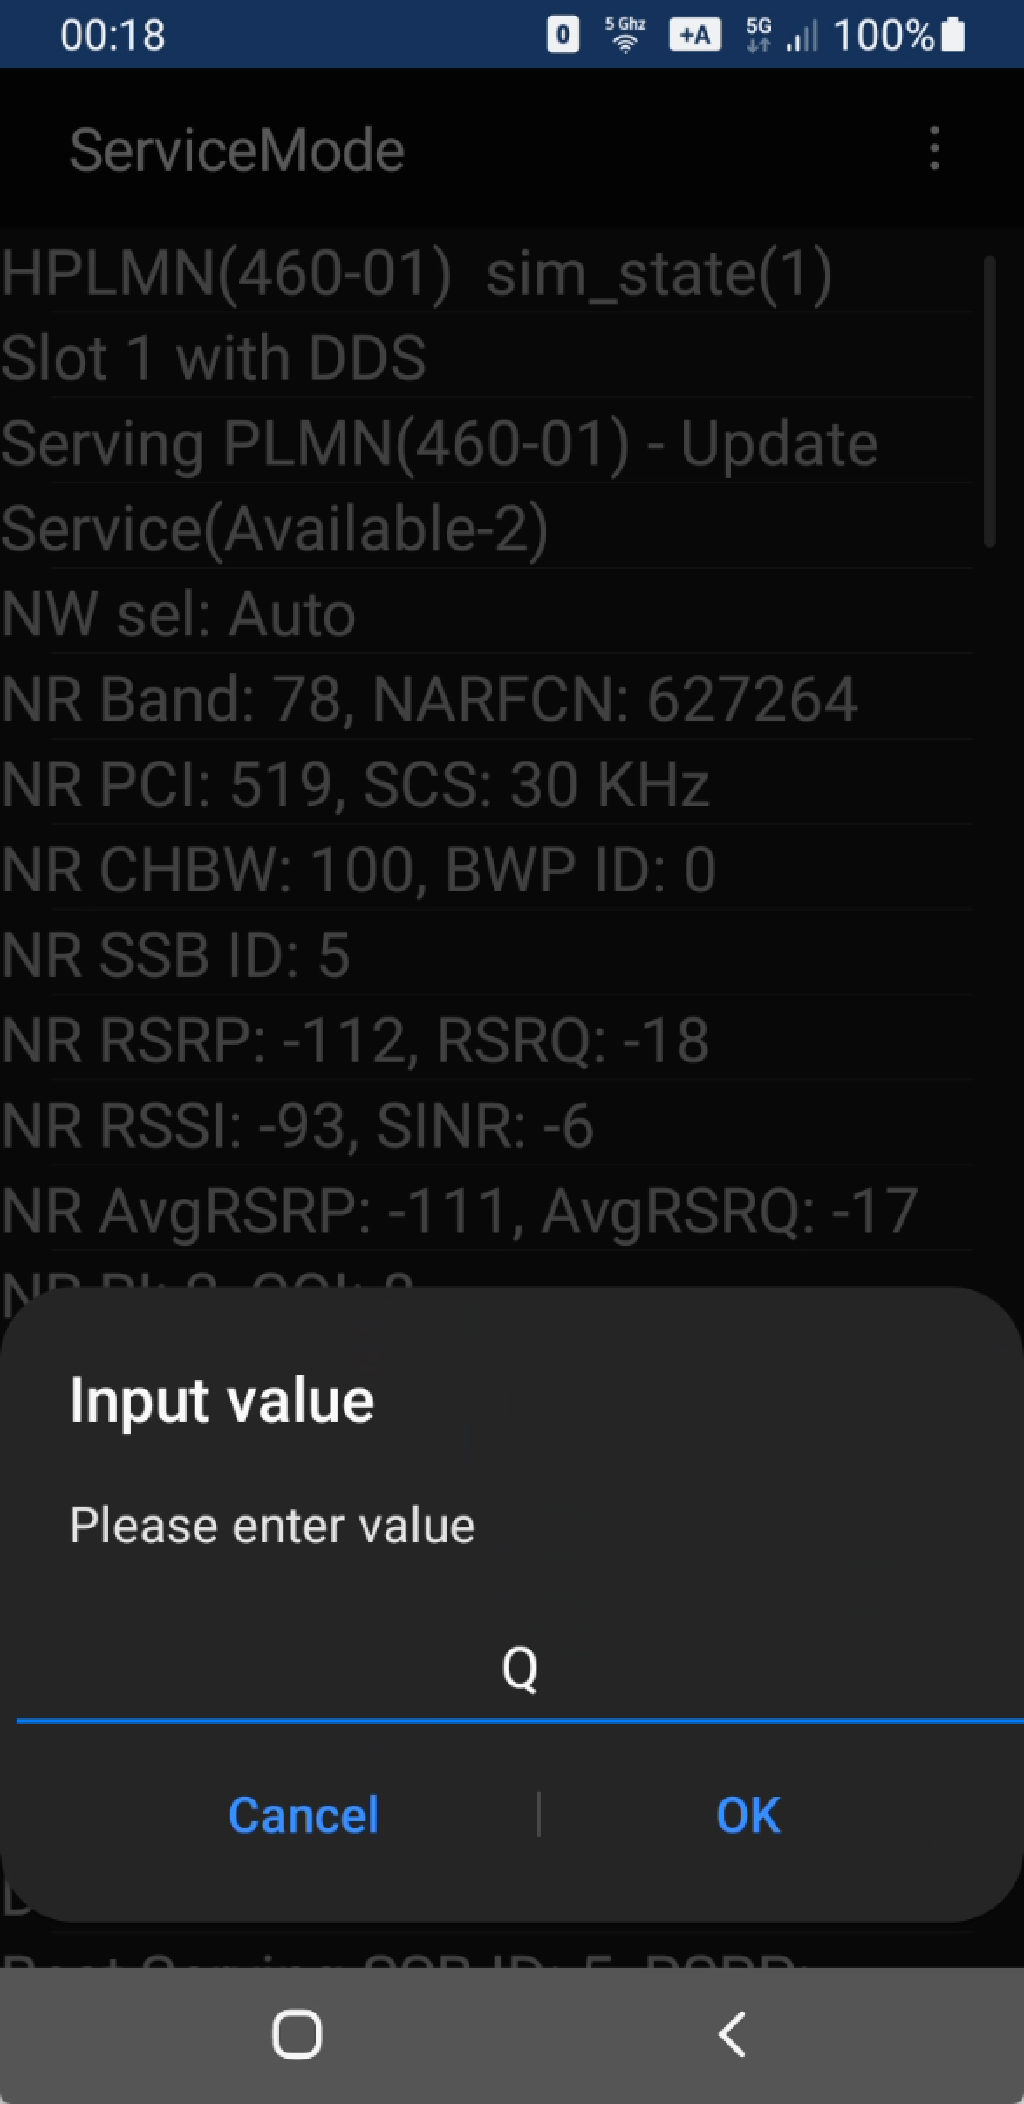 00:18 0 5 Ghz +A 5G 100%
ServiceMode
HPLMN(460-01) sim_state(1)
Slot 1 with DDS
Serving PLMN(460-01) - Update
Service(Available-2)
NW sel: Auto
NR Band: 78, NARFCN: 627264
NR PCI: 519, SCS: 30 KHz
NR CHBW: 100, BWP ID: 0
NR SSB ID: 5
NR RSRP: -112, RSRQ: -18
NR RSSI: -93, SINR: -6
NR AvgRSRP: -111, AvgRSRQ: -17
Input value
Please enter value
Q
Cancel OK